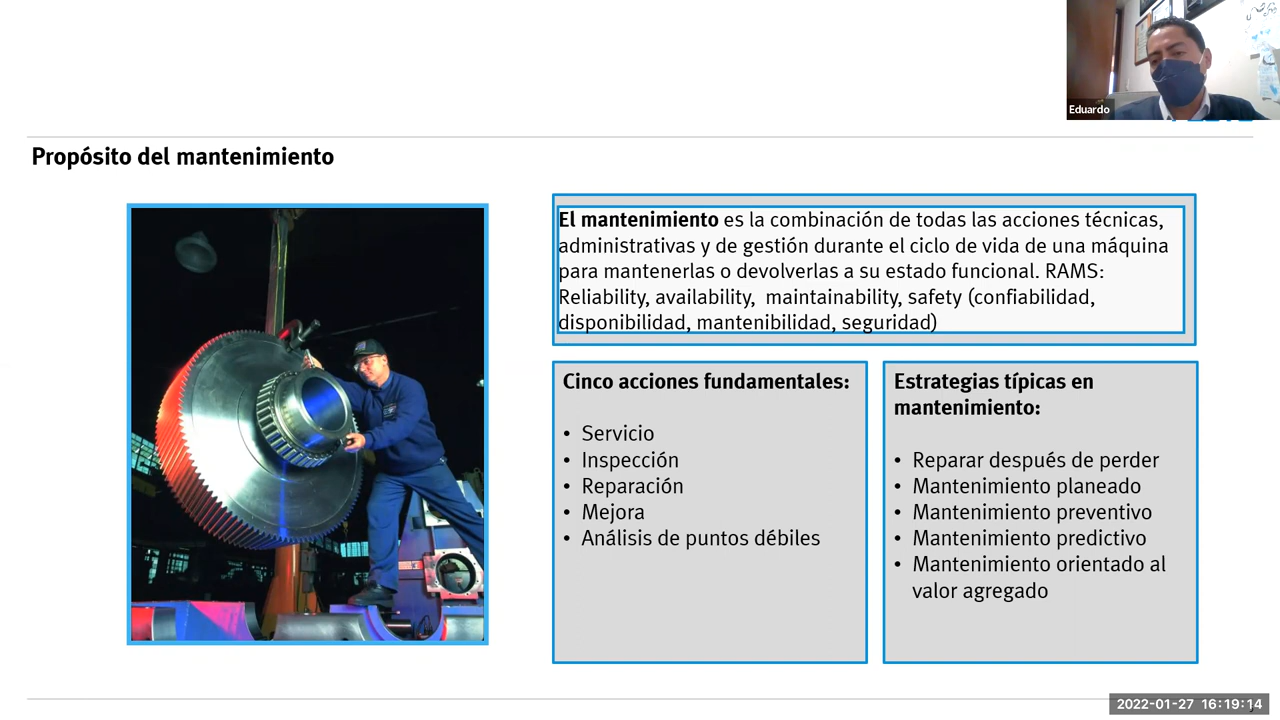 Eduardo
Propósito del mantenimiento
El mantenimiento es la combinación de todas las acciones técnicas,
administrativas y de gestión durante el ciclo de vida de una máquina
para mantenerlas o devolverlas a su estado funcional. RAMS:
Reliability, availability, maintainability, safety (confiabilidad,
disponibilidad, mantenibilidad, seguridad)
Cinco acciones fundamentales:
• Servicio
• Inspección
• Reparación
• Mejora
• Análisis de puntos débiles
Estrategias típicas en
mantenimiento:
• Reparar después de perder
• Mantenimiento planeado
• Mantenimiento preventivo
• Mantenimiento predictivo
• Mantenimiento orientado al
valor agregado
2022-01-27 16:19:14